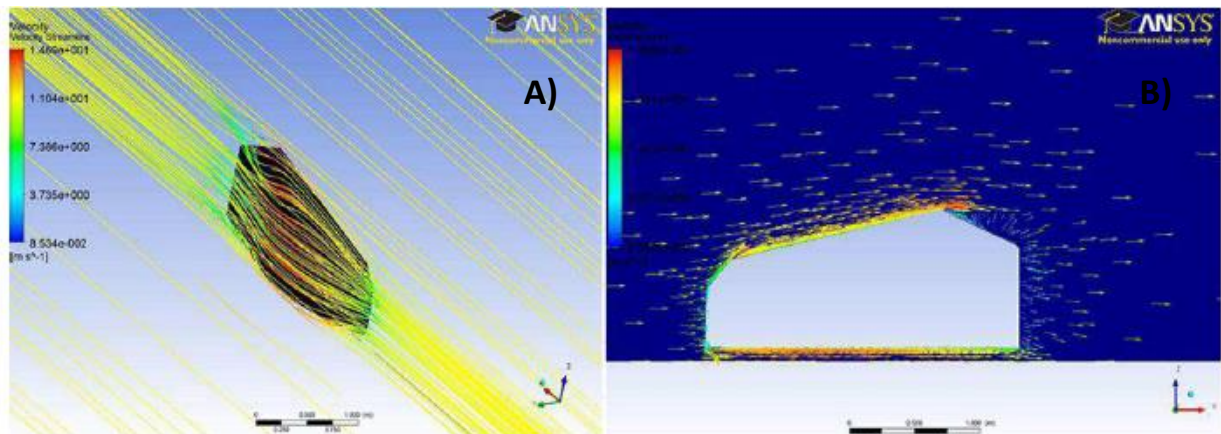 Velocity
Velocity Streamline
1.469e+001
1.104e+001
7.386e+000
3.735e+000
8.534e-002
[m s^-1]
ANSYS
Noncommercial use only
A)
0
0.500
1.000 (m)
0.250
0.750
Z
ANSYS
Noncommercial use only
B)
0
0.500
1.000 (m)
Z